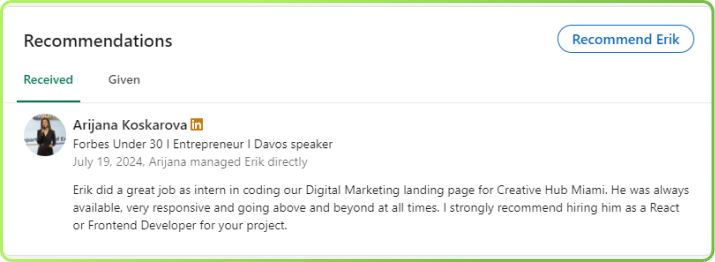 Recommendations
Recommend Erik
Received
Given
Arijana Koskarova in
Forbes Under 30 I Entrepreneur I Davos speaker
July 19, 2024, Arijana managed Erik directly
Erik did a great job as intern in coding our Digital Marketing landing page for Creative Hub Miami. He was always
available, very responsive and going above and beyond at all times. I strongly recommend hiring him as a React
or Frontend Developer for your project.